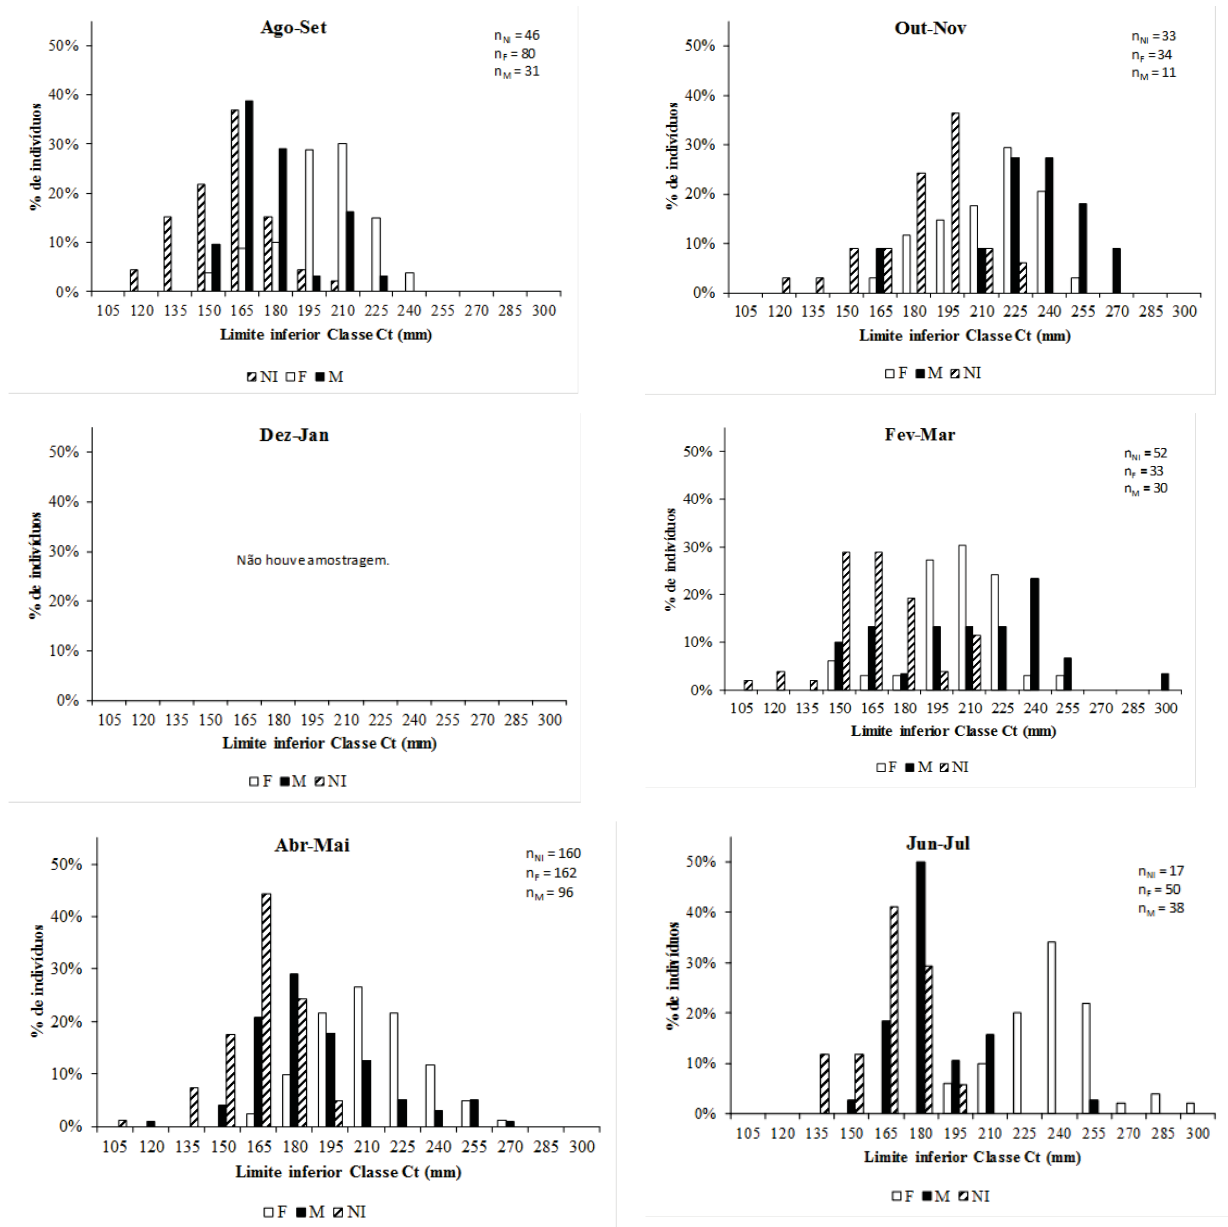 Ago-Set
nNI = 46
nF = 80
nM = 31
% de indivíduos
50%
40%
30%
20%
10%
0%
105 120 135 150 165 180 195 210 225 240 255 270 285 300
Limite inferior Classe Ct (mm)
NI F M
Out-Nov
nNI = 33
nF = 34
nM = 11
% de indivíduos
50%
40%
30%
20%
10%
0%
105 120 135 150 165 180 195 210 225 240 255 270 285 300
Limite inferior Classe Ct (mm)
F M NI
Dez-Jan
% de indivíduos
50%
40%
30%
20%
10%
0%
Não houve amostragem.
105 120 135 150 165 180 195 210 225 240 255 270 285 300
Limite inferior Classe Ct (mm)
F M NI
Fev-Mar
nNI = 52
nF = 33
nM = 30
% de indivíduos
50%
40%
30%
20%
10%
0%
105 120 135 150 165 180 195 210 225 240 255 270 285 300
Limite inferior Classe Ct (mm)
F M NI
Abr-Mai
nNI = 160
nF = 162
nM = 96
% de indivíduos
50%
40%
30%
20%
10%
0%
105 120 135 150 165 180 195 210 225 240 255 270 285 300
Limite inferior Classe Ct (mm)
F M NI
Jun-Jul
nNI = 17
nF = 50
nM = 38
% de indivíduos
50%
40%
30%
20%
10%
0%
105 120 135 150 165 180 195 210 225 240 255 270 285 300
Limite inferior Classe Ct (mm)
F M NI